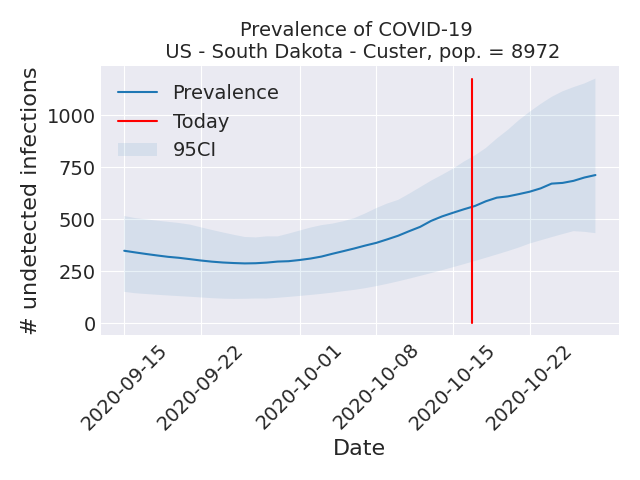 Prevalence of COVID-19
US - South Dakota - Custer, pop. = 8972
# undetected infections
1000
750
500
250
0
Prevalence
Today
95CI
2020-09-15
2020-09-22
2020-10-01
2020-10-08
2020-10-15
2020-10-22
Date